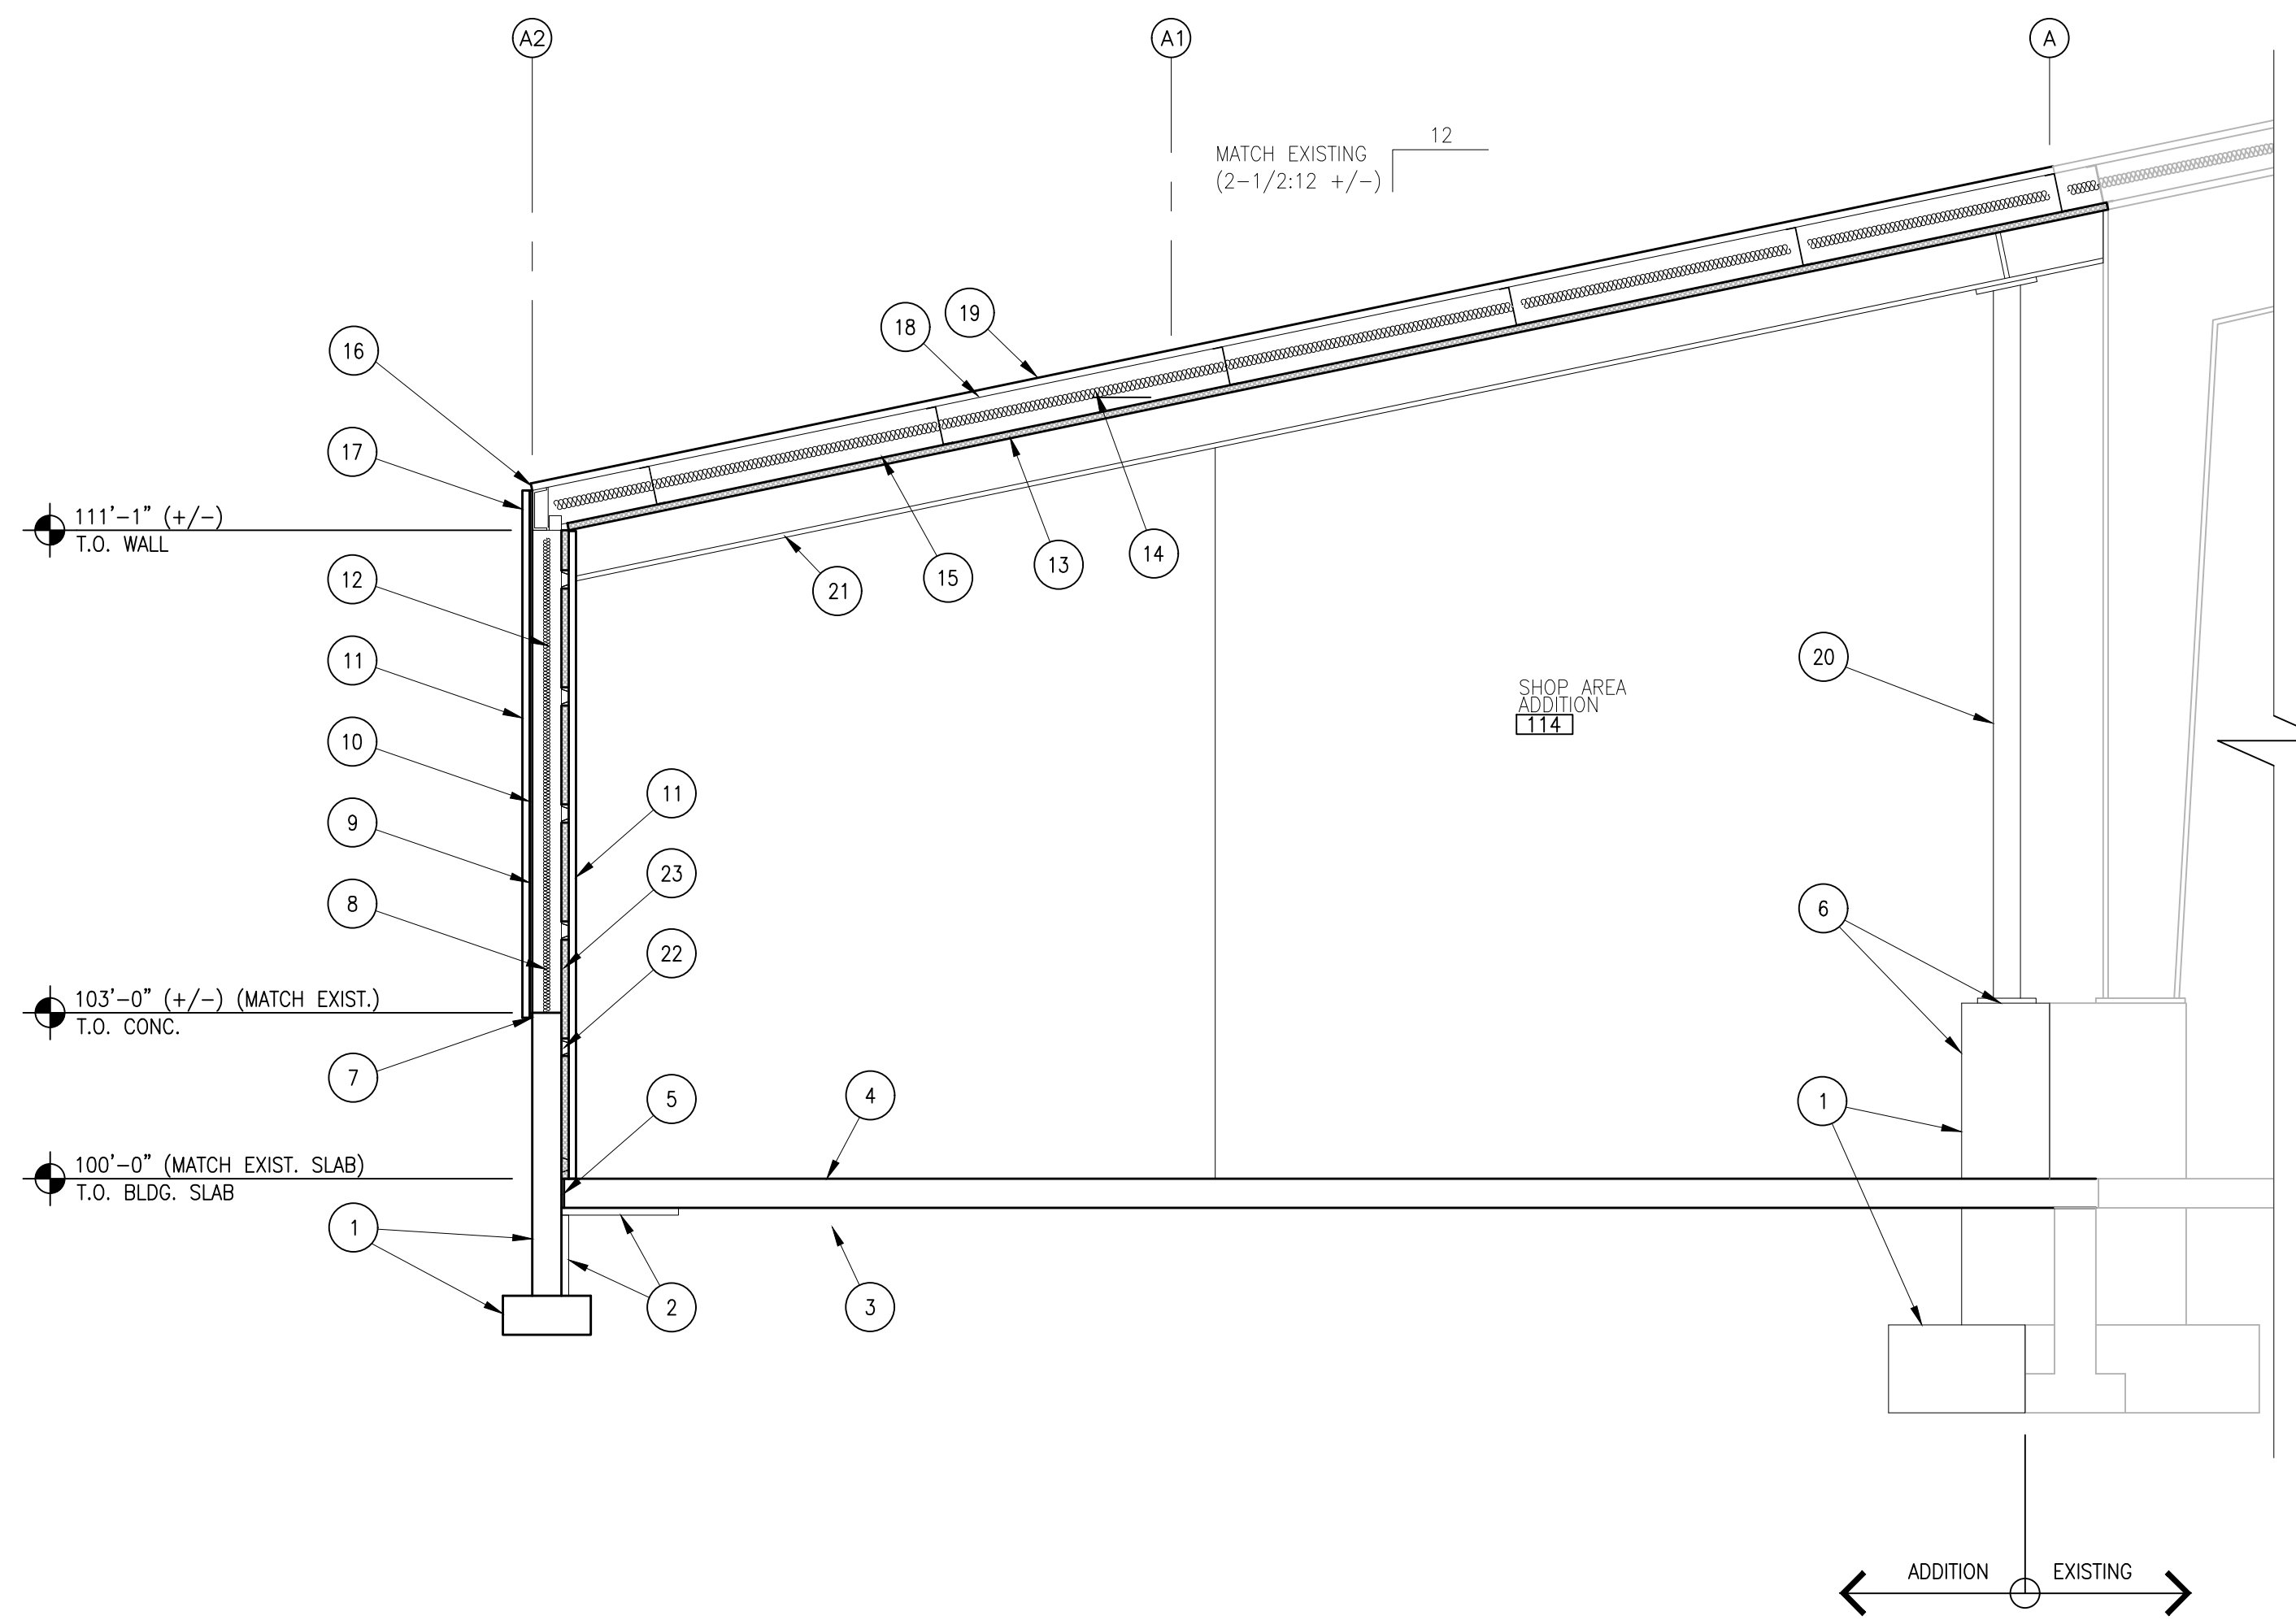 A2
A1
A
12
MATCH EXISTING
(2-1/2:12 +/-)
19
18
16
17
111'-1" (+/-)
T.O. WALL
14
13
15
12
21
11
20
SHOP AREA
ADDITION
114
10
11
9
23
8
6
22
103'-0" (+/-) (MATCH EXIST.)
T.O. CONC.
7
4
5
1
100'-0" (MATCH EXIST. SLAB)
T.O. BLDG. SLAB
1
2
3
ADDITION
EXISTING